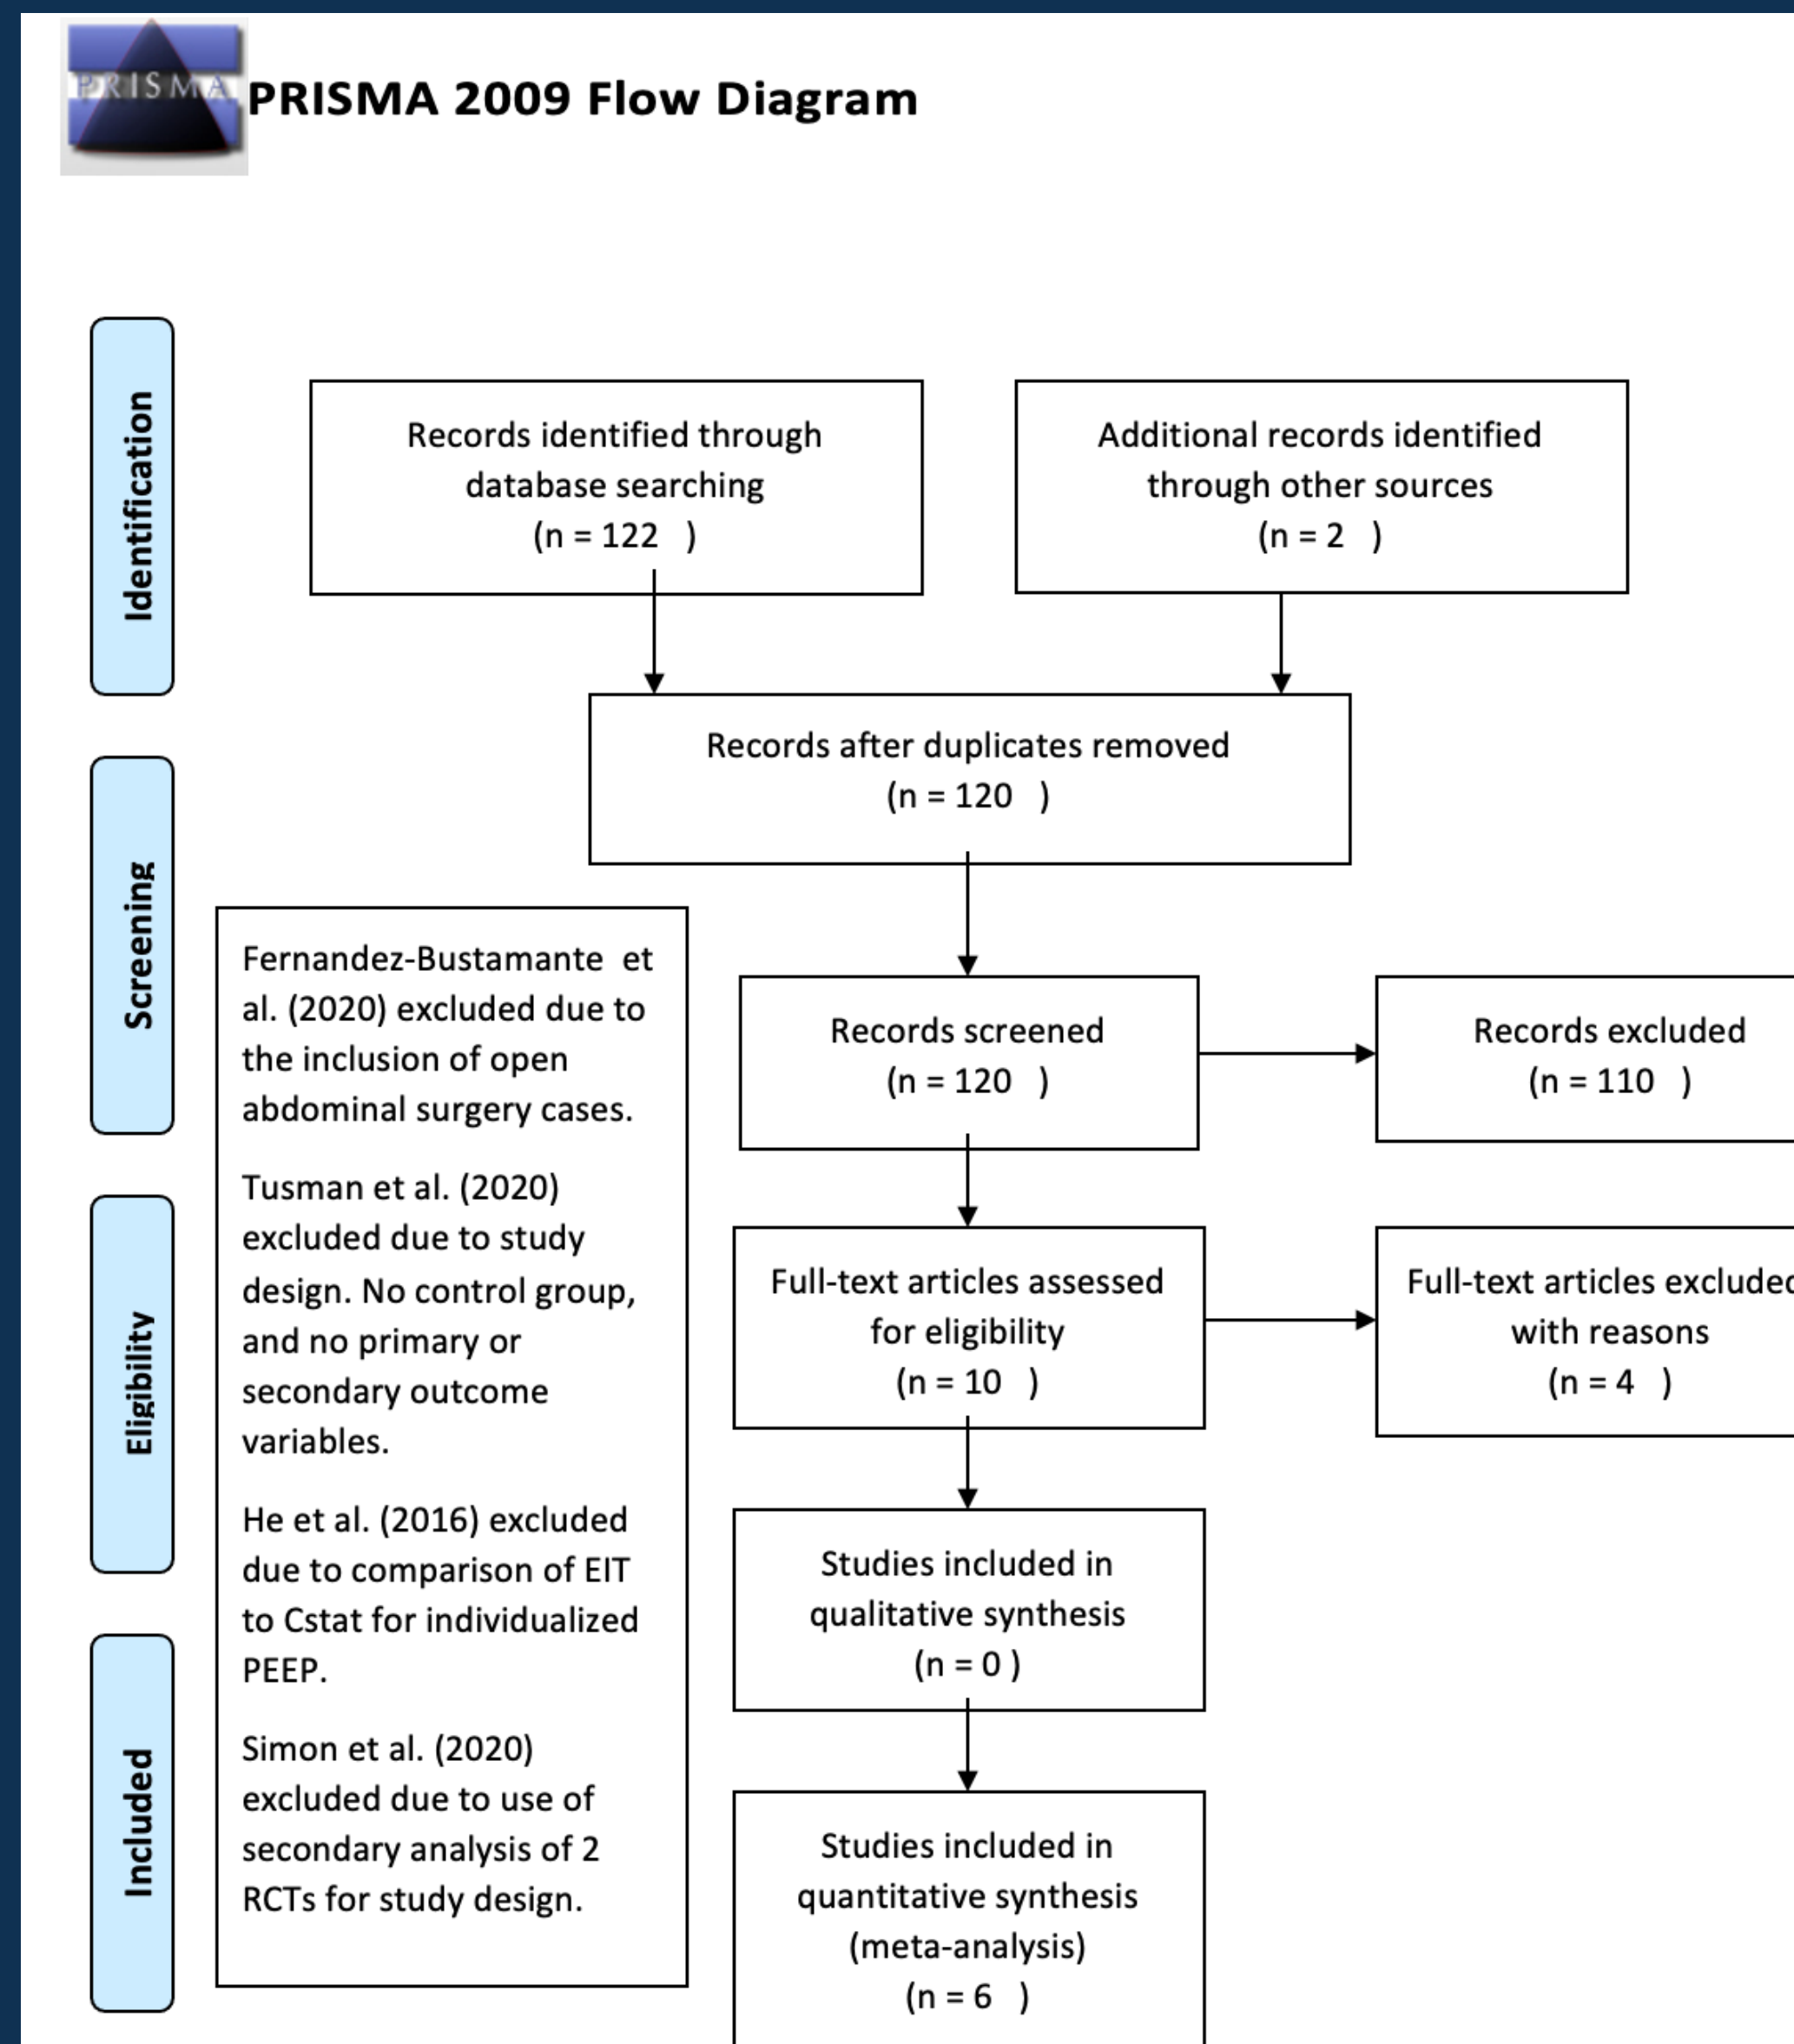 PRISMA
PRISMA 2009 Flow Diagram
Identification
Records identified through
database searching
(n = 122   )
Additional records identified
through other sources
(n = 2   )
Records after duplicates removed
(n = 120   )
Screening
Fernandez-Bustamante  et
al. (2020) excluded due to
the inclusion of open
abdominal surgery cases.
Tusman et al. (2020)
excluded due to study
design. No control group,
and no primary or
secondary outcome
variables.
He et al. (2016) excluded
due to comparison of EIT
to Cstat for individualized
PEEP.
Simon et al. (2020)
excluded due to use of
secondary analysis of 2
RCTs for study design.
Records screened
(n = 120   )
Records excluded
(n = 110   )
Eligibility
Full-text articles assessed
for eligibility
(n = 10   )
Full-text articles excluded
with reasons
(n = 4   )
Studies included in
qualitative synthesis
(n = 0 )
Included
Studies included in
quantitative synthesis
(meta-analysis)
(n = 6   )